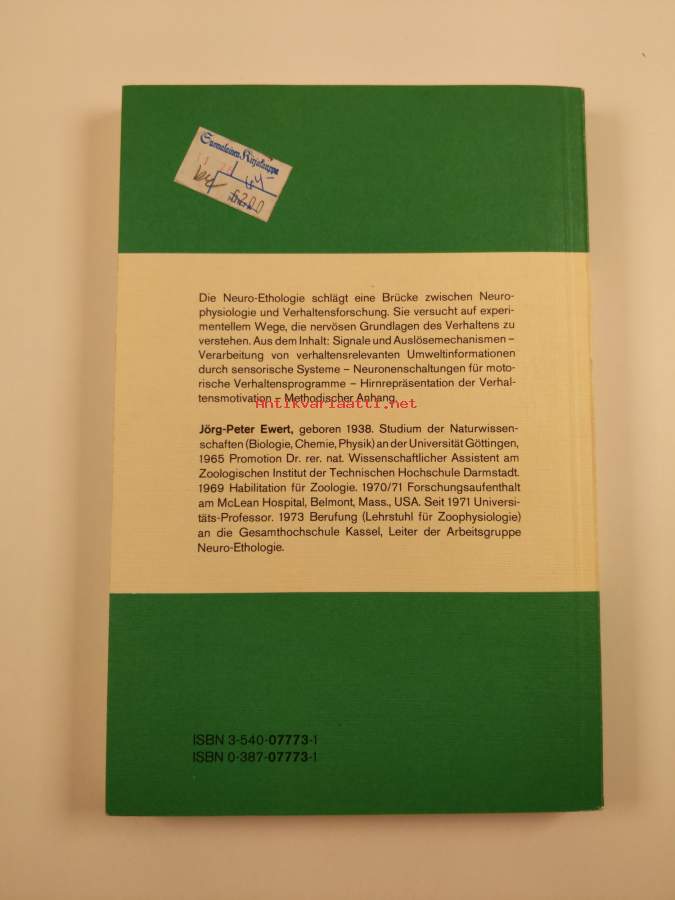 Suomalainen Kirjakauppa
6200
Die Neuro-Ethologie schlägt eine Brücke zwischen Neuro-
physiologie und Verhaltensforschung. Sie versucht auf experi-
mentellem Wege, die nervösen Grundlagen des Verhaltens zu
verstehen. Aus dem Inhalt: Signale und Auslösemechanismen –
Verarbeitung von verhaltensrelevanten Umweltinformationen
durch sensorische Systeme – Neuronenschaltungen für moto-
rische Verhaltensprogramme – Hirnrepräsentation der Verhal-
tensmotivation – Methodischer Anhang.
Antikvariaatti.net
Jörg-Peter Ewert, geboren 1938. Studium der Naturwissen-
schaften (Biologie, Chemie, Physik) an der Universität Göttingen,
1965 Promotion Dr. rer. nat. Wissenschaftlicher Assistent am
Zoologischen Institut der Technischen Hochschule Darmstadt.
1969 Habilitation für Zoologie. 1970/71 Forschungsaufenthalt
am McLean Hospital, Belmont, Mass., USA. Seit 1971 Universi-
täts-Professor. 1973 Berufung (Lehrstuhl für Zoophysiologie)
an die Gesamthochschule Kassel, Leiter der Arbeitsgruppe
Neuro-Ethologie.
ISBN 3-540-07773-1
ISBN 0-387-07773-1